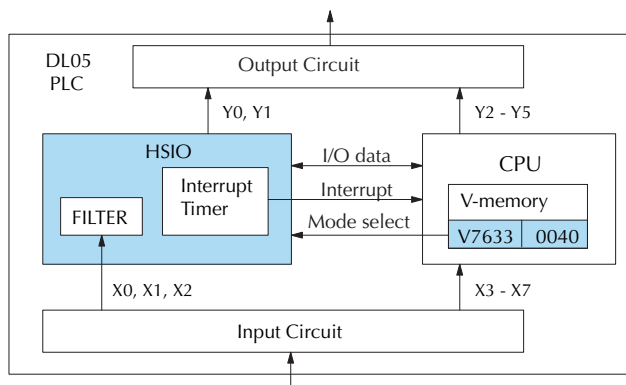 DL05
PLC
Output Circuit
Y0, Y1
Y2 - Y5
HSIO
I/O data
CPU
Interrupt
Timer
Interrupt
V-memory
FILTER
Mode select
V7633 0040
X0, X1, X2
X3 - X7
Input Circuit